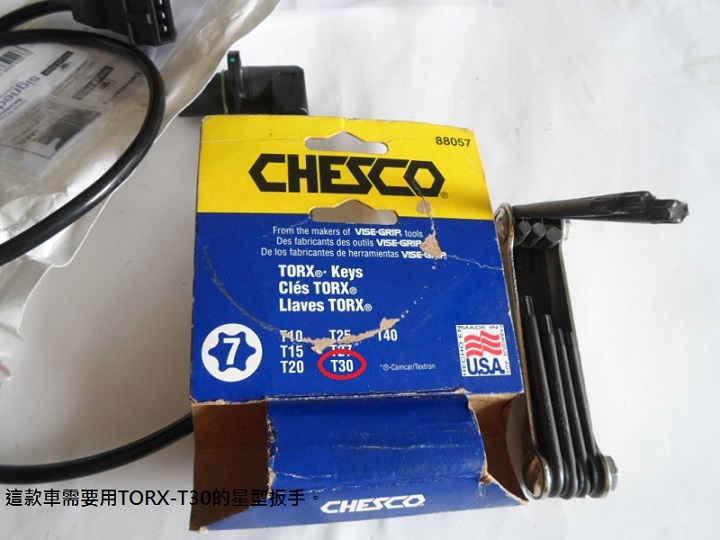 88057
CHESCO®
From the makers of VISE-GRIP® tools
Des fabricants des outils VISE-GRIP
De los fabricantes de herramientas VISE-GRIP
TORX®· Keys
Clés TORX®
Llaves TORX®
7
T10 T25 T40
T15 T27
T20 T30
®-Camcar/Textron
MADE IN
HECHO EN
U.S.A.
CHESCO
這款車需要用TORX-T30的星型扳手。